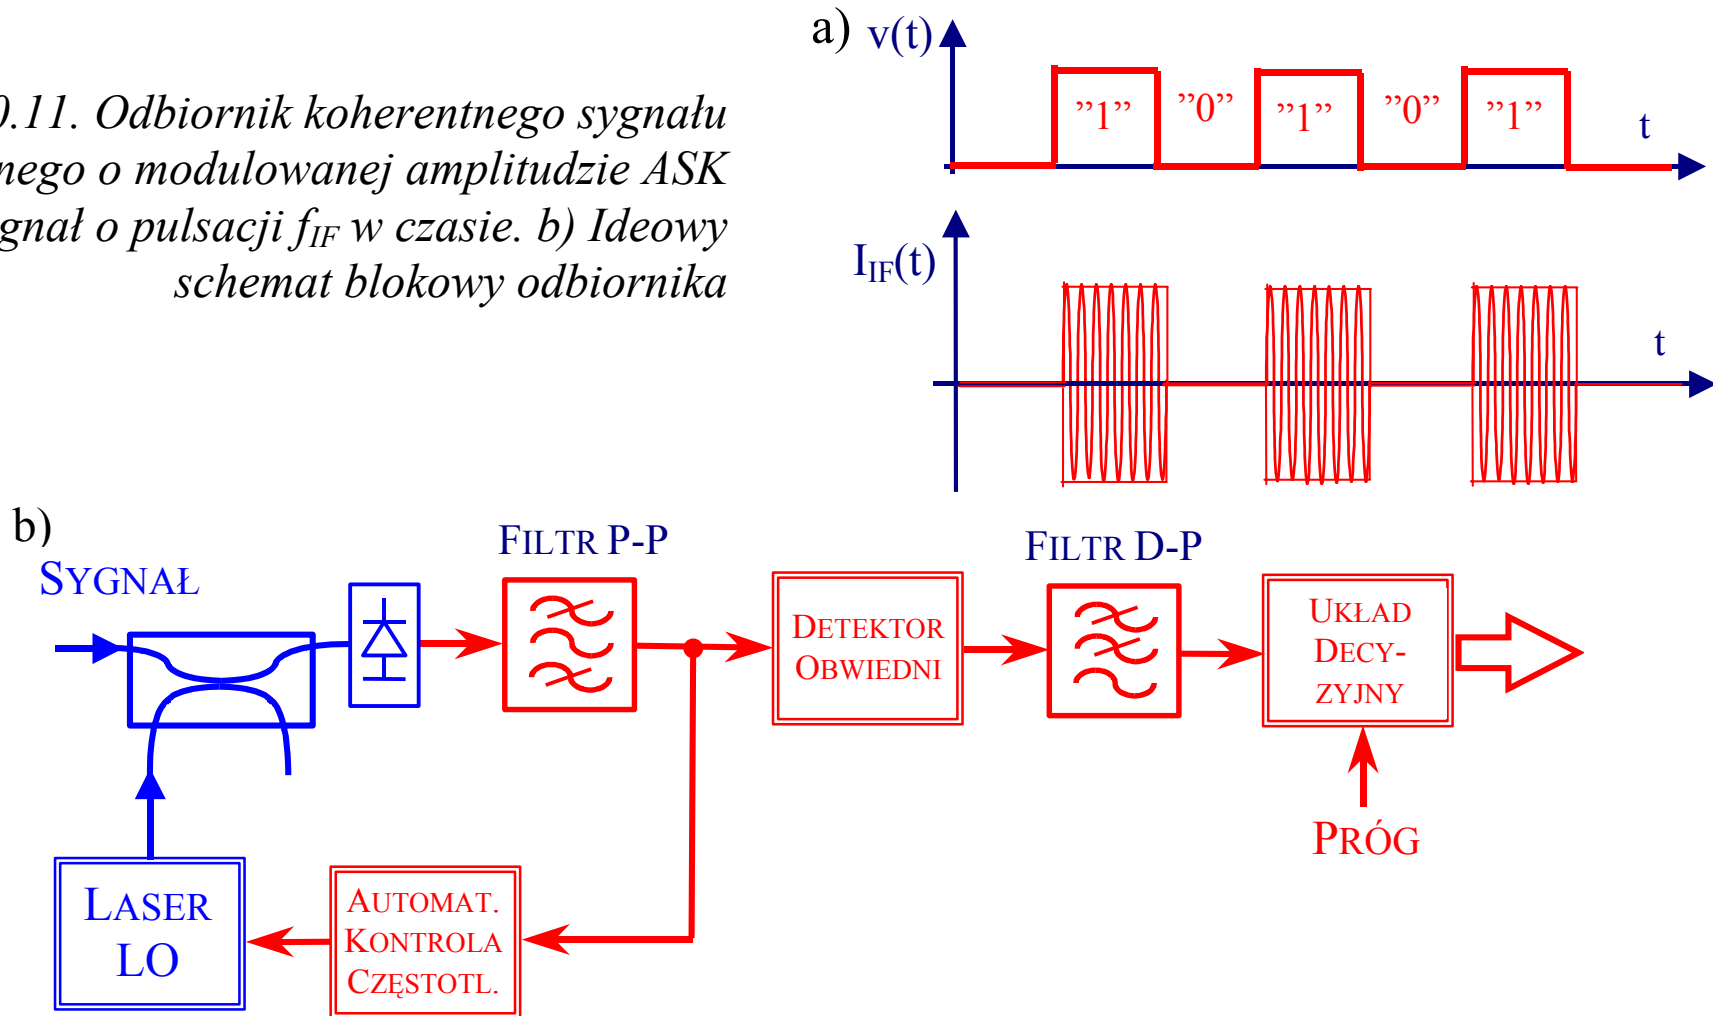 0.11. Odbiornik koherentnego sygnału
nego o modulowanej amplitudzie ASK
gnał o pulsacji fIF w czasie. b) Ideowy
schemat blokowy odbiornika
a)
v(t)
”1” ”0” ”1” ”0” ”1”
t
IIF(t)
t
b)
SYGNAŁ
FILTR P-P
DETEKTOR
OBWIEDNI
FILTR D-P
UKŁAD
DECY-
ZYJNY
PRÓG
LASER
LO
AUTOMAT.
KONTROLA
CZĘSTOTL.